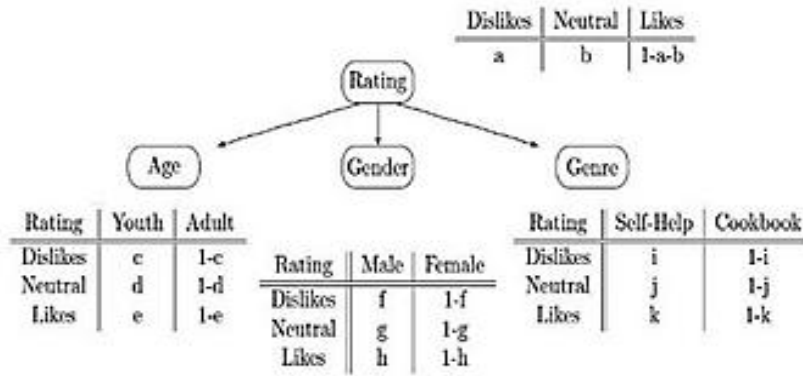 Dislikes Neutral Likes
a b 1-a-b
Rating
Age Gender Genre
Rating Youth Adult
Dislikes c 1-c
Neutral d 1-d
Likes e 1-e
Rating Male Female
Dislikes f 1-f
Neutral g 1-g
Likes h 1-h
Rating Self-Help Cookbook
Dislikes i 1-i
Neutral j 1-j
Likes k 1-k